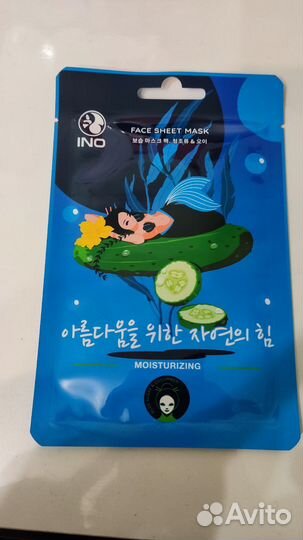 INO
FACE SHEET MASK
보습 마스크 팩, 청포류 & 오이
아름다움을 위한 자연의 힘
MOISTURIZING
Avito